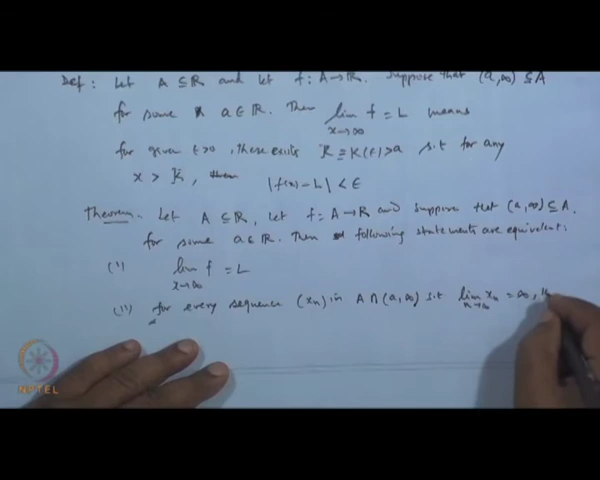 Def: Let A ⊆ ℝ and let f: A→ℝ. Suppose that (a,∞) ⊆ A
for some a ∈ ℝ. Then lim f = L means
x→∞
for given ε>0, there exists K = K(ε) > a s.t for any
x > K, then |f(x) - L| < ε
Theorem. Let A ⊆ ℝ, let f: A→ℝ and suppose that (a,∞) ⊆ A.
for some a ∈ ℝ. Then following statements are equivalent:
(i) lim f = L
x→∞
(ii) for every sequence (xn) in A ∩ (a,∞) s.t lim xn = ∞,
n→∞
NPTEL